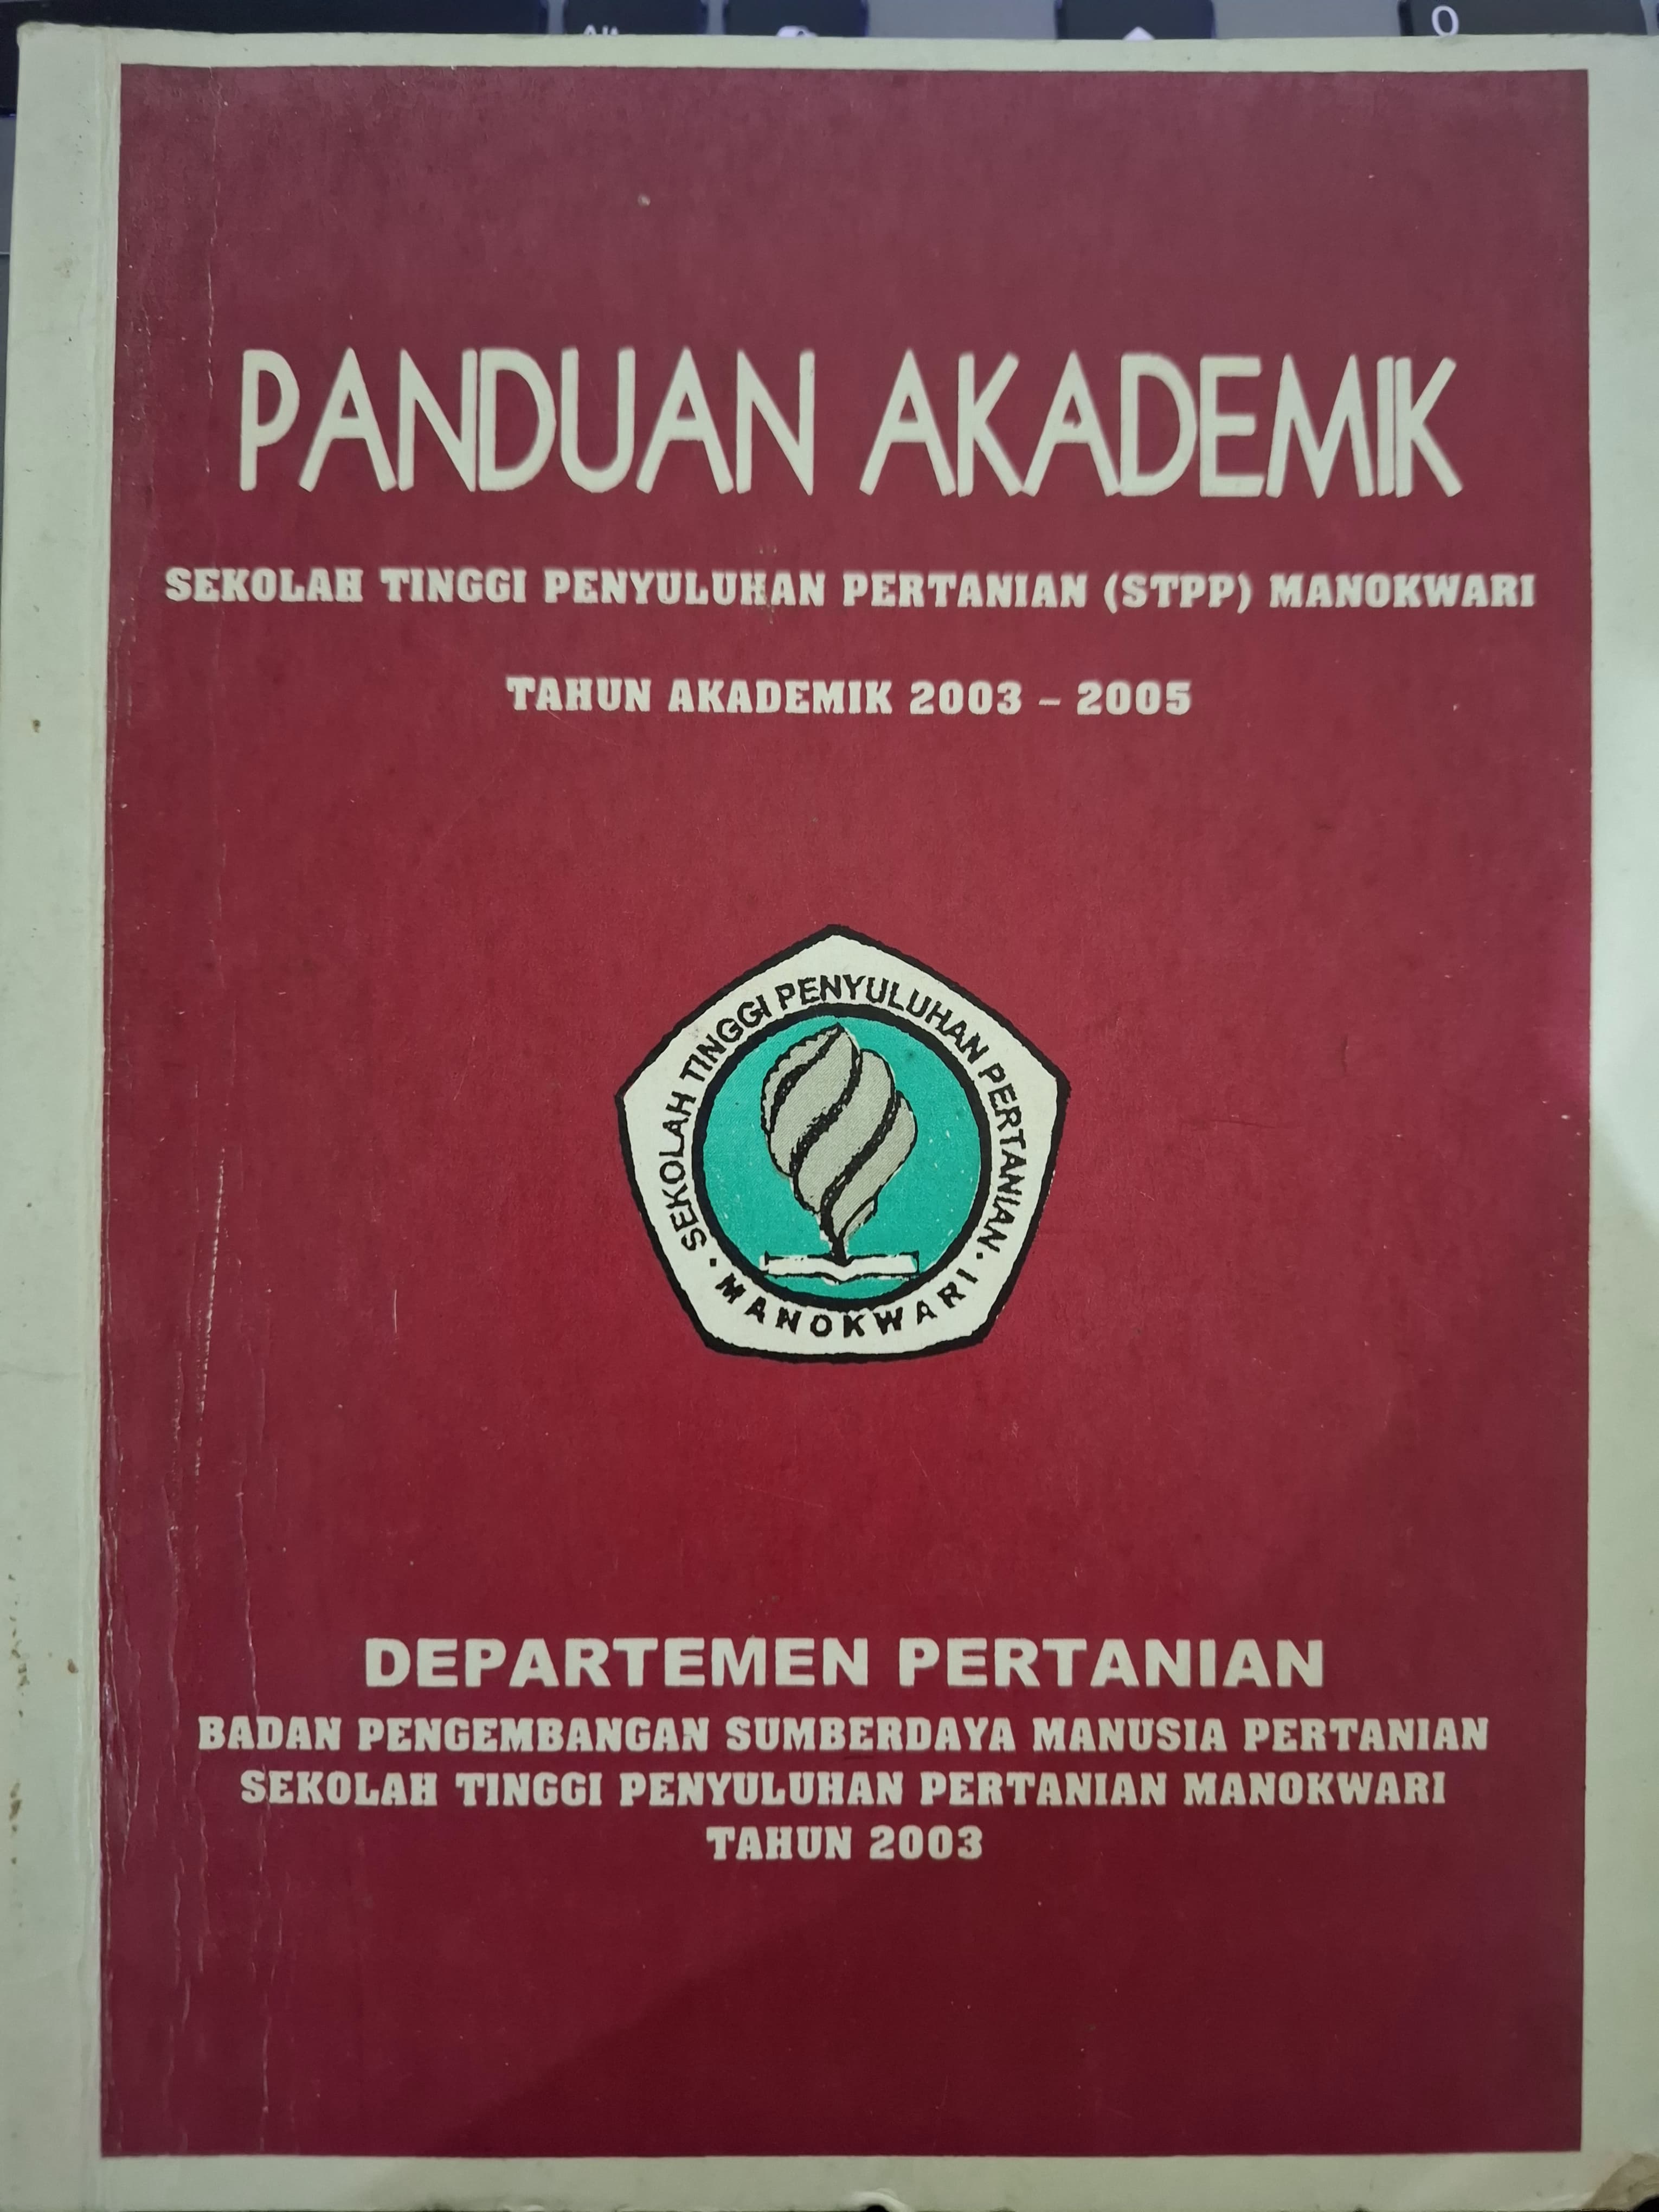 PANDUAN AKADEMIK
SEKOLAH TINGGI PENYULUHAN PERTANIAN (STPP) MANOKWARI
TAHUN AKADEMIK 2003 – 2005
SEKOLAH TINGGI PENYULUHAN PERTANIAN
• MANOKWARI •
DEPARTEMEN PERTANIAN
BADAN PENGEMBANGAN SUMBERDAYA MANUSIA PERTANIAN
SEKOLAH TINGGI PENYULUHAN PERTANIAN MANOKWARI
TAHUN 2003